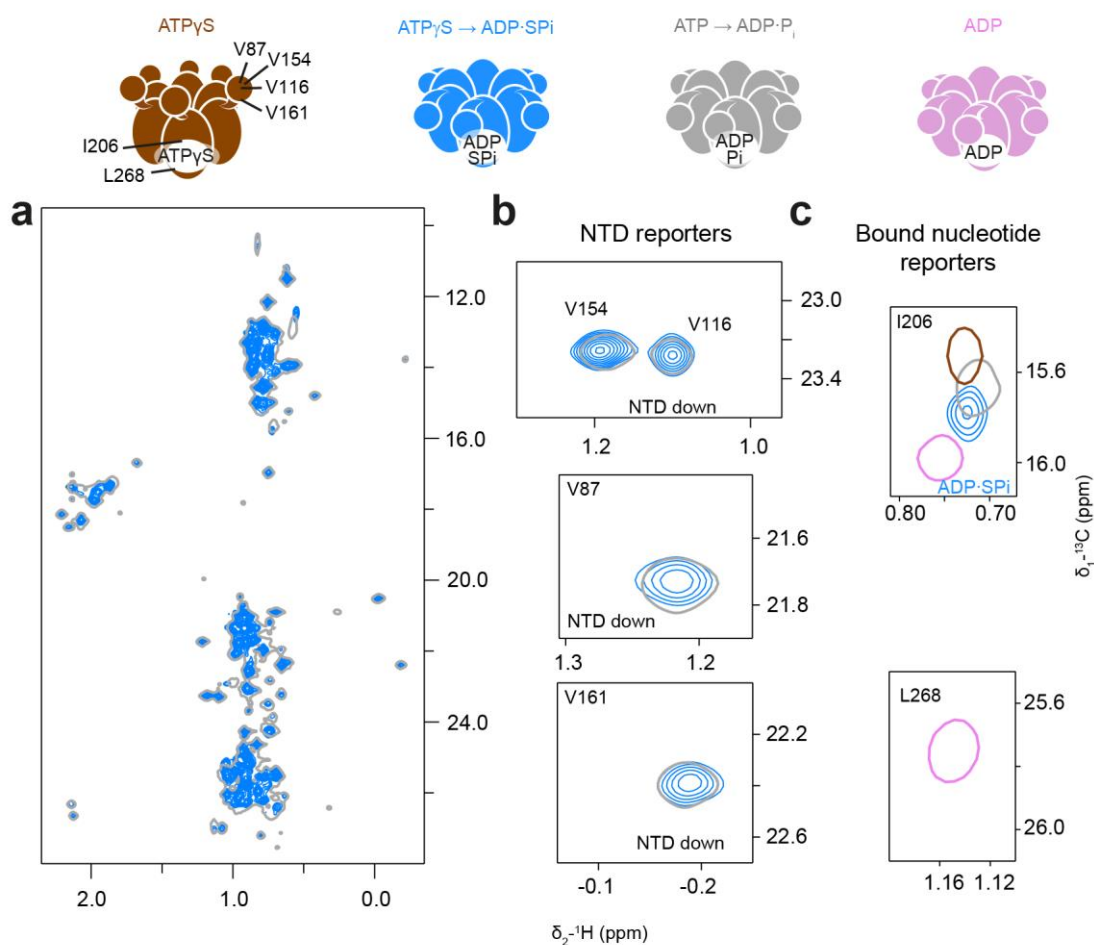 ATPγS
ATPγS → ADP·SPi
ATP → ADP·Pi
ADP
V87
V154
V116
V161
I206
ATPγS
L268
ADP
SPi
ADP
Pi
ADP
a
12.0
16.0
20.0
24.0
2.0
1.0
0.0
b
NTD reporters
V154
V116
NTD down
23.0
23.4
1.2
1.0
V87
NTD down
21.6
21.8
1.3
1.2
V161
NTD down
22.2
22.6
-0.1
-0.2
c
Bound nucleotide
reporters
I206
ADP·SPi
15.6
16.0
0.80
0.70
L268
25.6
26.0
1.16
1.12
δ1-13C (ppm)
δ2-1H (ppm)